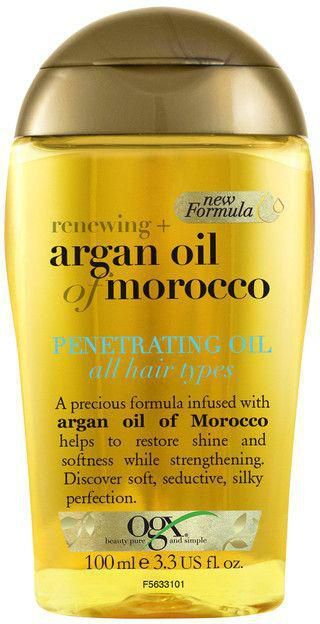 new
Formula
renewing +
argan oil
of morocco
PENETRATING OIL
all hair types
A precious formula infused with
argan oil of Morocco
helps to restore shine and
softness while strengthening.
Discover soft, seductive, silky
perfection.
ogx
beauty pure and simple
100 ml e 3.3 US fl. oz.
F5633101